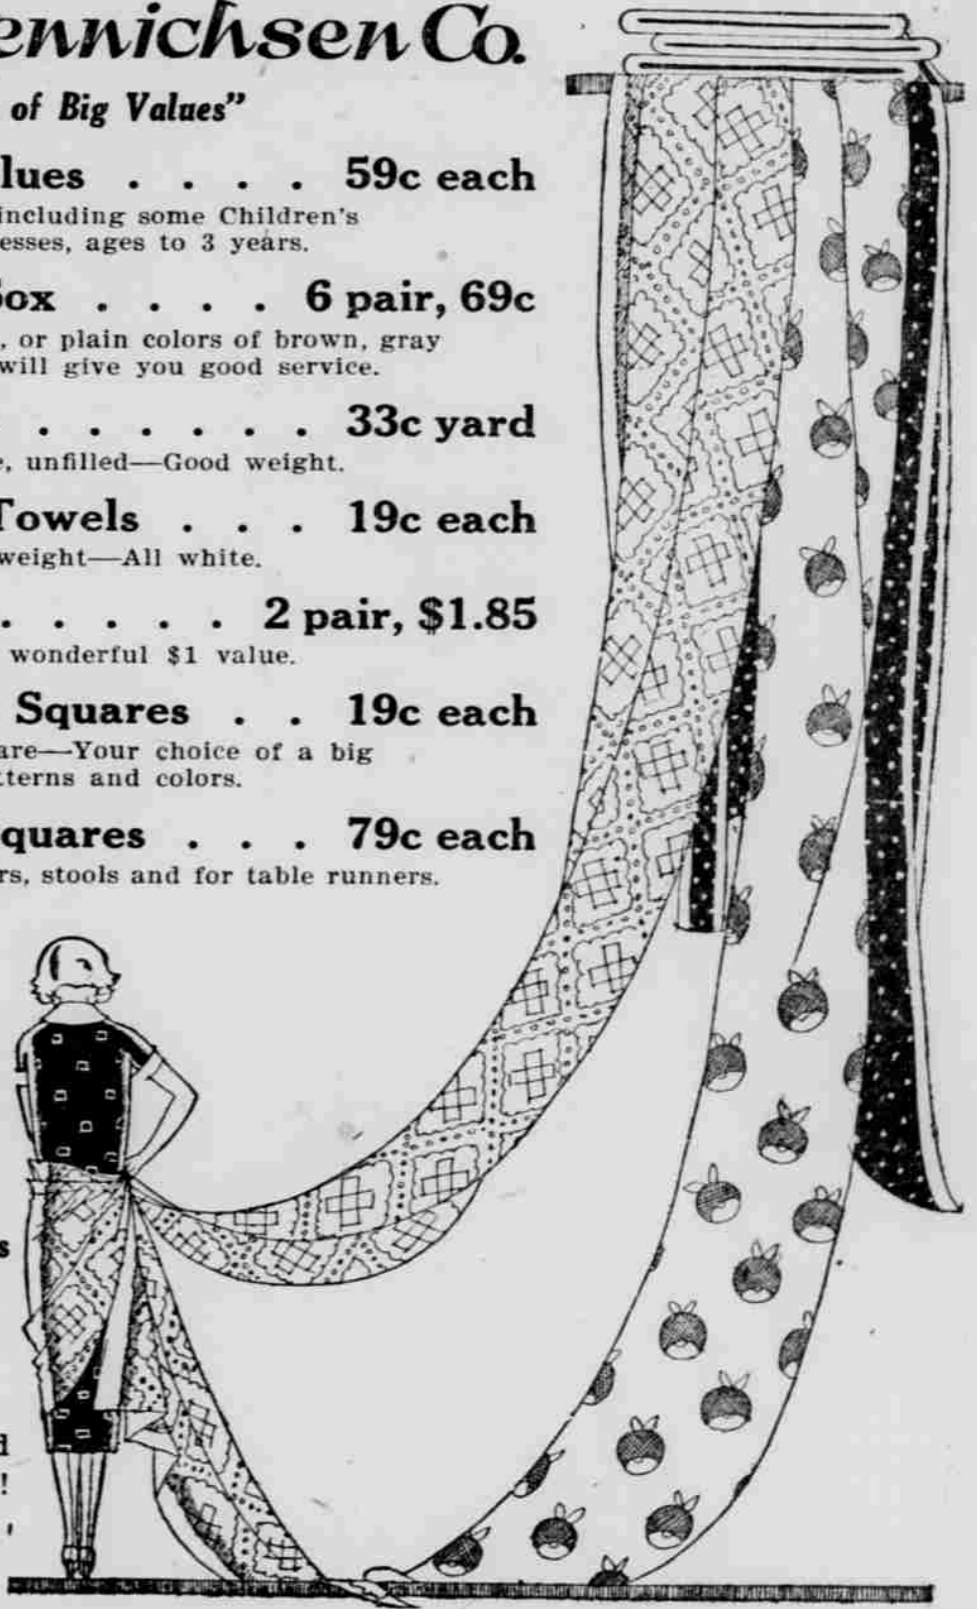 ennichsen Co.
of Big Values"
lues . . . . 59c each
including some Children's
esses, ages to 3 years.
ox . . . . 6 pair, 69c
, or plain colors of brown, gray
will give you good service.
. . . . . . 33c yard
, unfilled—Good weight.
Towels . . . 19c each
weight—All white.
. . . . . 2 pair, $1.85
wonderful $1 value.
Squares . . 19c each
are—Your choice of a big
terns and colors.
quares . . . 79c each
rs, stools and for table runners.
s
d
!